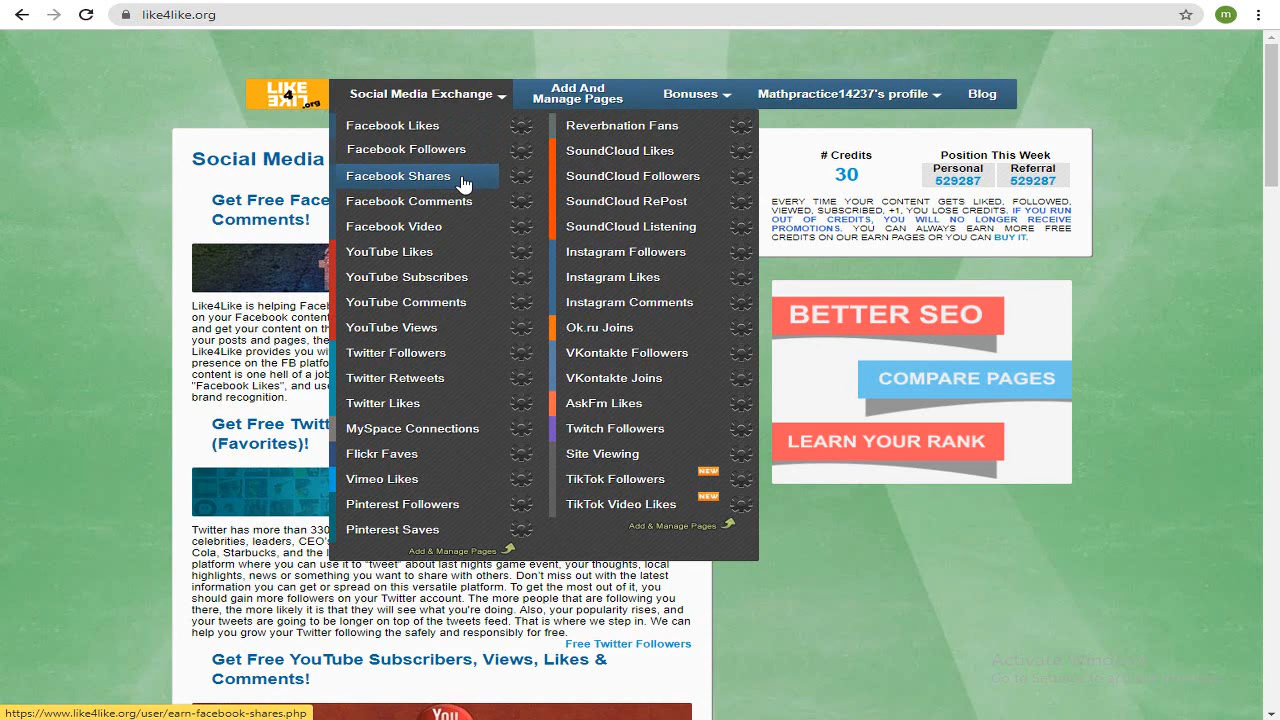 like4like.org
m
LIKE
4
LIKE
.org
Social Media Exchange
Add And
Manage Pages
Bonuses
Mathpractice14237's profile
Blog
Facebook Likes
Facebook Followers
Facebook Shares
Facebook Comments
Facebook Video
YouTube Likes
YouTube Subscribes
YouTube Comments
YouTube Views
Twitter Followers
Twitter Retweets
Twitter Likes
MySpace Connections
Flickr Faves
Vimeo Likes
Pinterest Followers
Pinterest Saves
Add & Manage Pages
Reverbnation Fans
SoundCloud Likes
SoundCloud Followers
SoundCloud RePost
SoundCloud Listening
Instagram Followers
Instagram Likes
Instagram Comments
Ok.ru Joins
VKontakte Followers
VKontakte Joins
AskFm Likes
Twitch Followers
Site Viewing
TikTok Followers NEW
TikTok Video Likes NEW
Add & Manage Pages
Social Media
Get Free Face
Comments!
Like4Like is helping Faceb
on your Facebook content
and get your content on th
your posts and pages, the
Like4Like provides you wi
presence on the FB platfo
content is one hell of a job
"Facebook Likes", and use
brand recognition.
Get Free Twitt
(Favorites)!
Twitter has more than 330
celebrities, leaders, CEO's
Cola, Starbucks, and the l
platform where you can use it to "tweet" about last nights game event, your thoughts, local
highlights, news or something you want to share with others. Don't miss out with the latest
information you can get or spread on this versatile platform. To get the most out of it, you
should gain more followers on your Twitter account. The more people that are following you
there, the more likely it is that they will see what you're doing. Also, your popularity rises, and
your tweets are going to be longer on top of the tweets feed. That is where we step in. We can
help you grow your Twitter following the safely and responsibly for free.
Free Twitter Followers
Get Free YouTube Subscribers, Views, Likes &
Comments!
You
# Credits
30
Position This Week
Personal
529287
Referral
529287
EVERY TIME YOUR CONTENT GETS LIKED, FOLLOWED,
VIEWED, SUBSCRIBED, +1, YOU LOSE CREDITS. IF YOU RUN
OUT OF CREDITS, YOU WILL NO LONGER RECEIVE
PROMOTIONS. YOU CAN ALWAYS EARN MORE FREE
CREDITS ON OUR EARN PAGES OR YOU CAN BUY IT.
BETTER SEO
COMPARE PAGES
LEARN YOUR RANK
Activate Windows
https://www.like4like.org/user/earn-facebook-shares.php